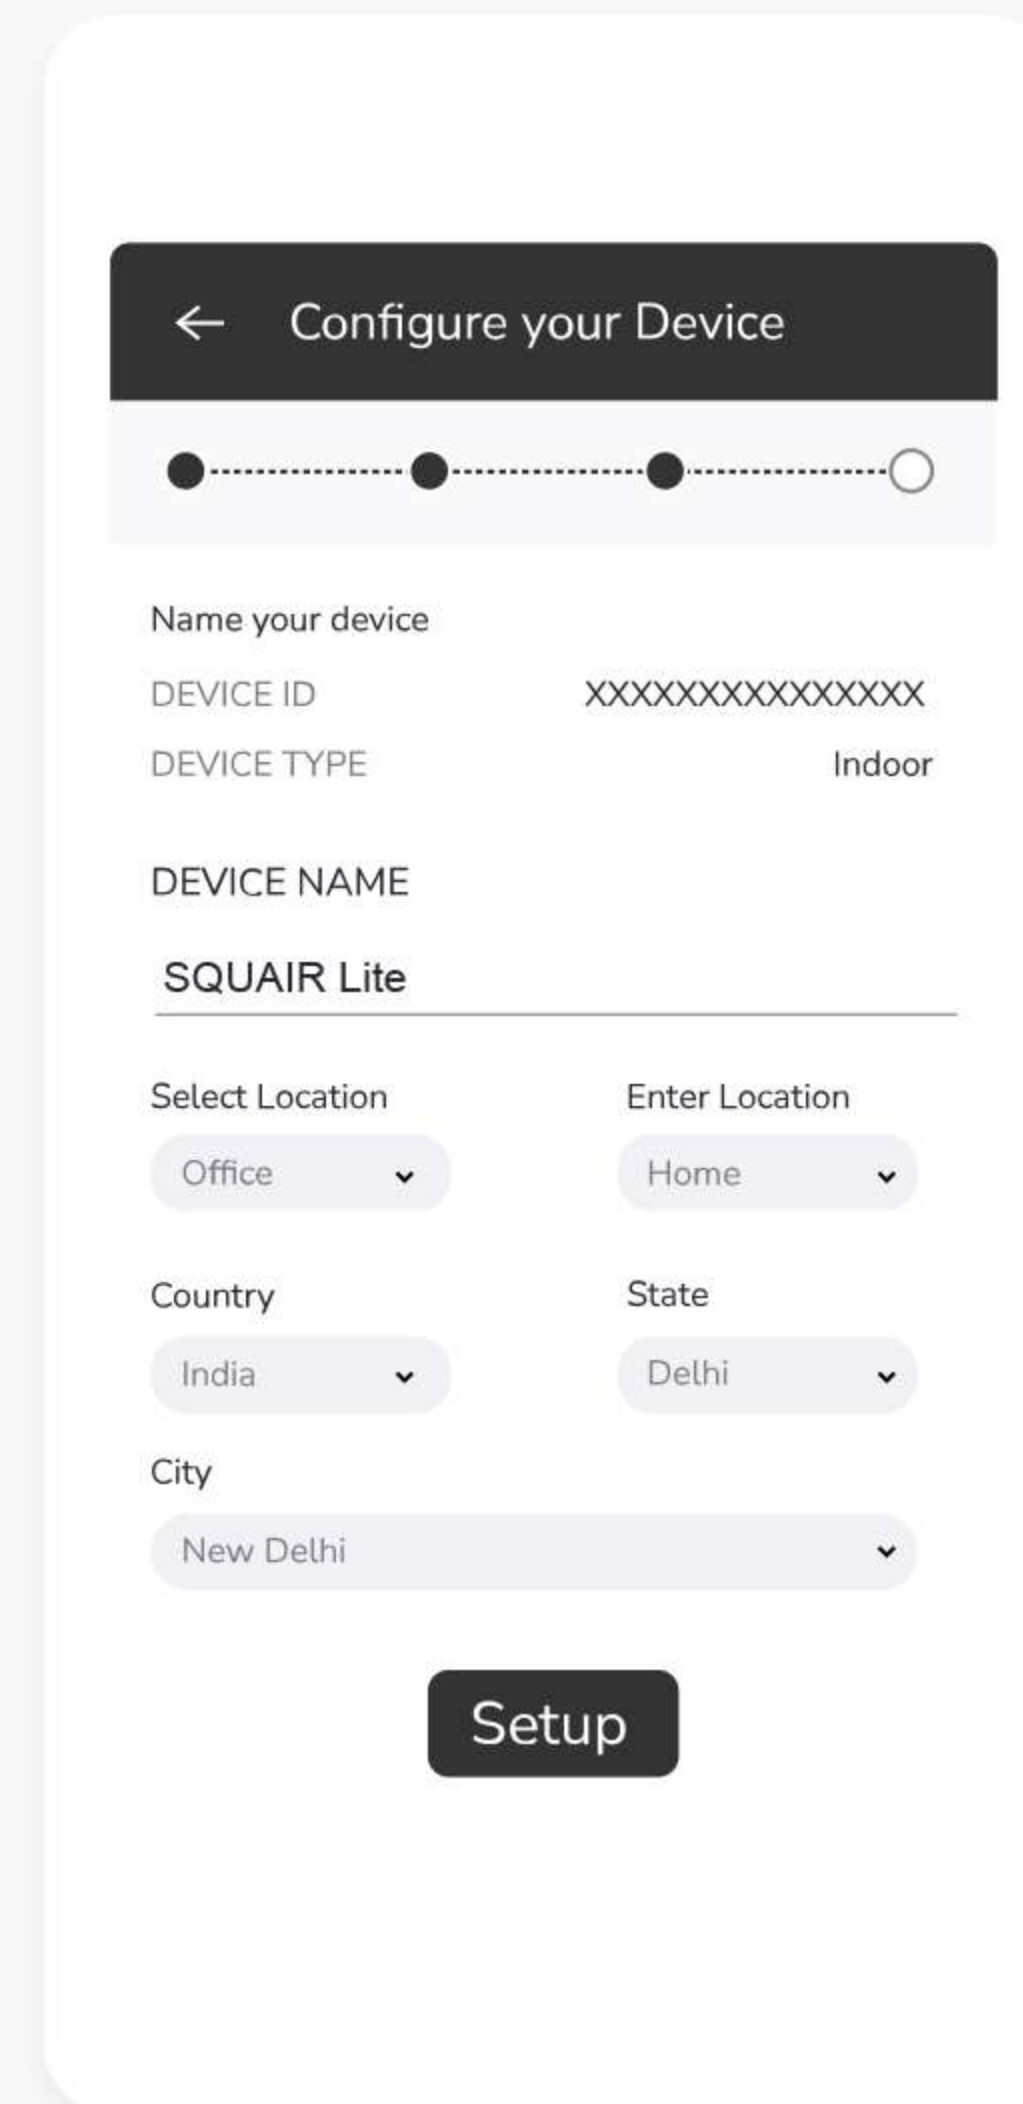 Configure your Device
Name your device
DEVICE ID XXXXXXXXXXXXXXX
DEVICE TYPE Indoor
DEVICE NAME
SQUAIR Lite
Select Location Enter Location
Office Home
Country State
India Delhi
City
New Delhi
Setup